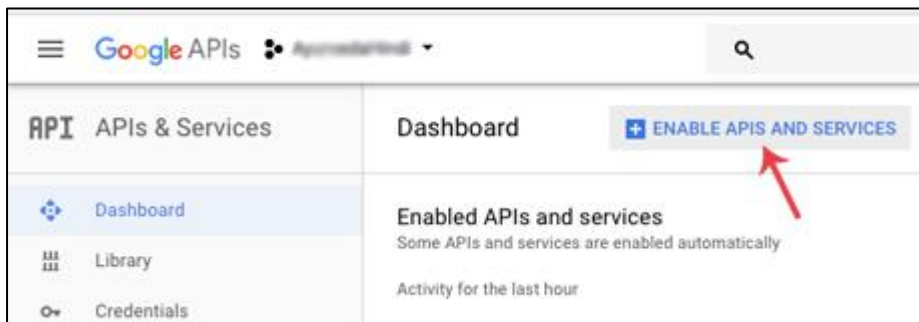 Google APIs
API APIs & Services
Dashboard
ENABLE APIS AND SERVICES
Dashboard
Library
Credentials
Enabled APIs and services
Some APIs and services are enabled automatically
Activity for the last hour